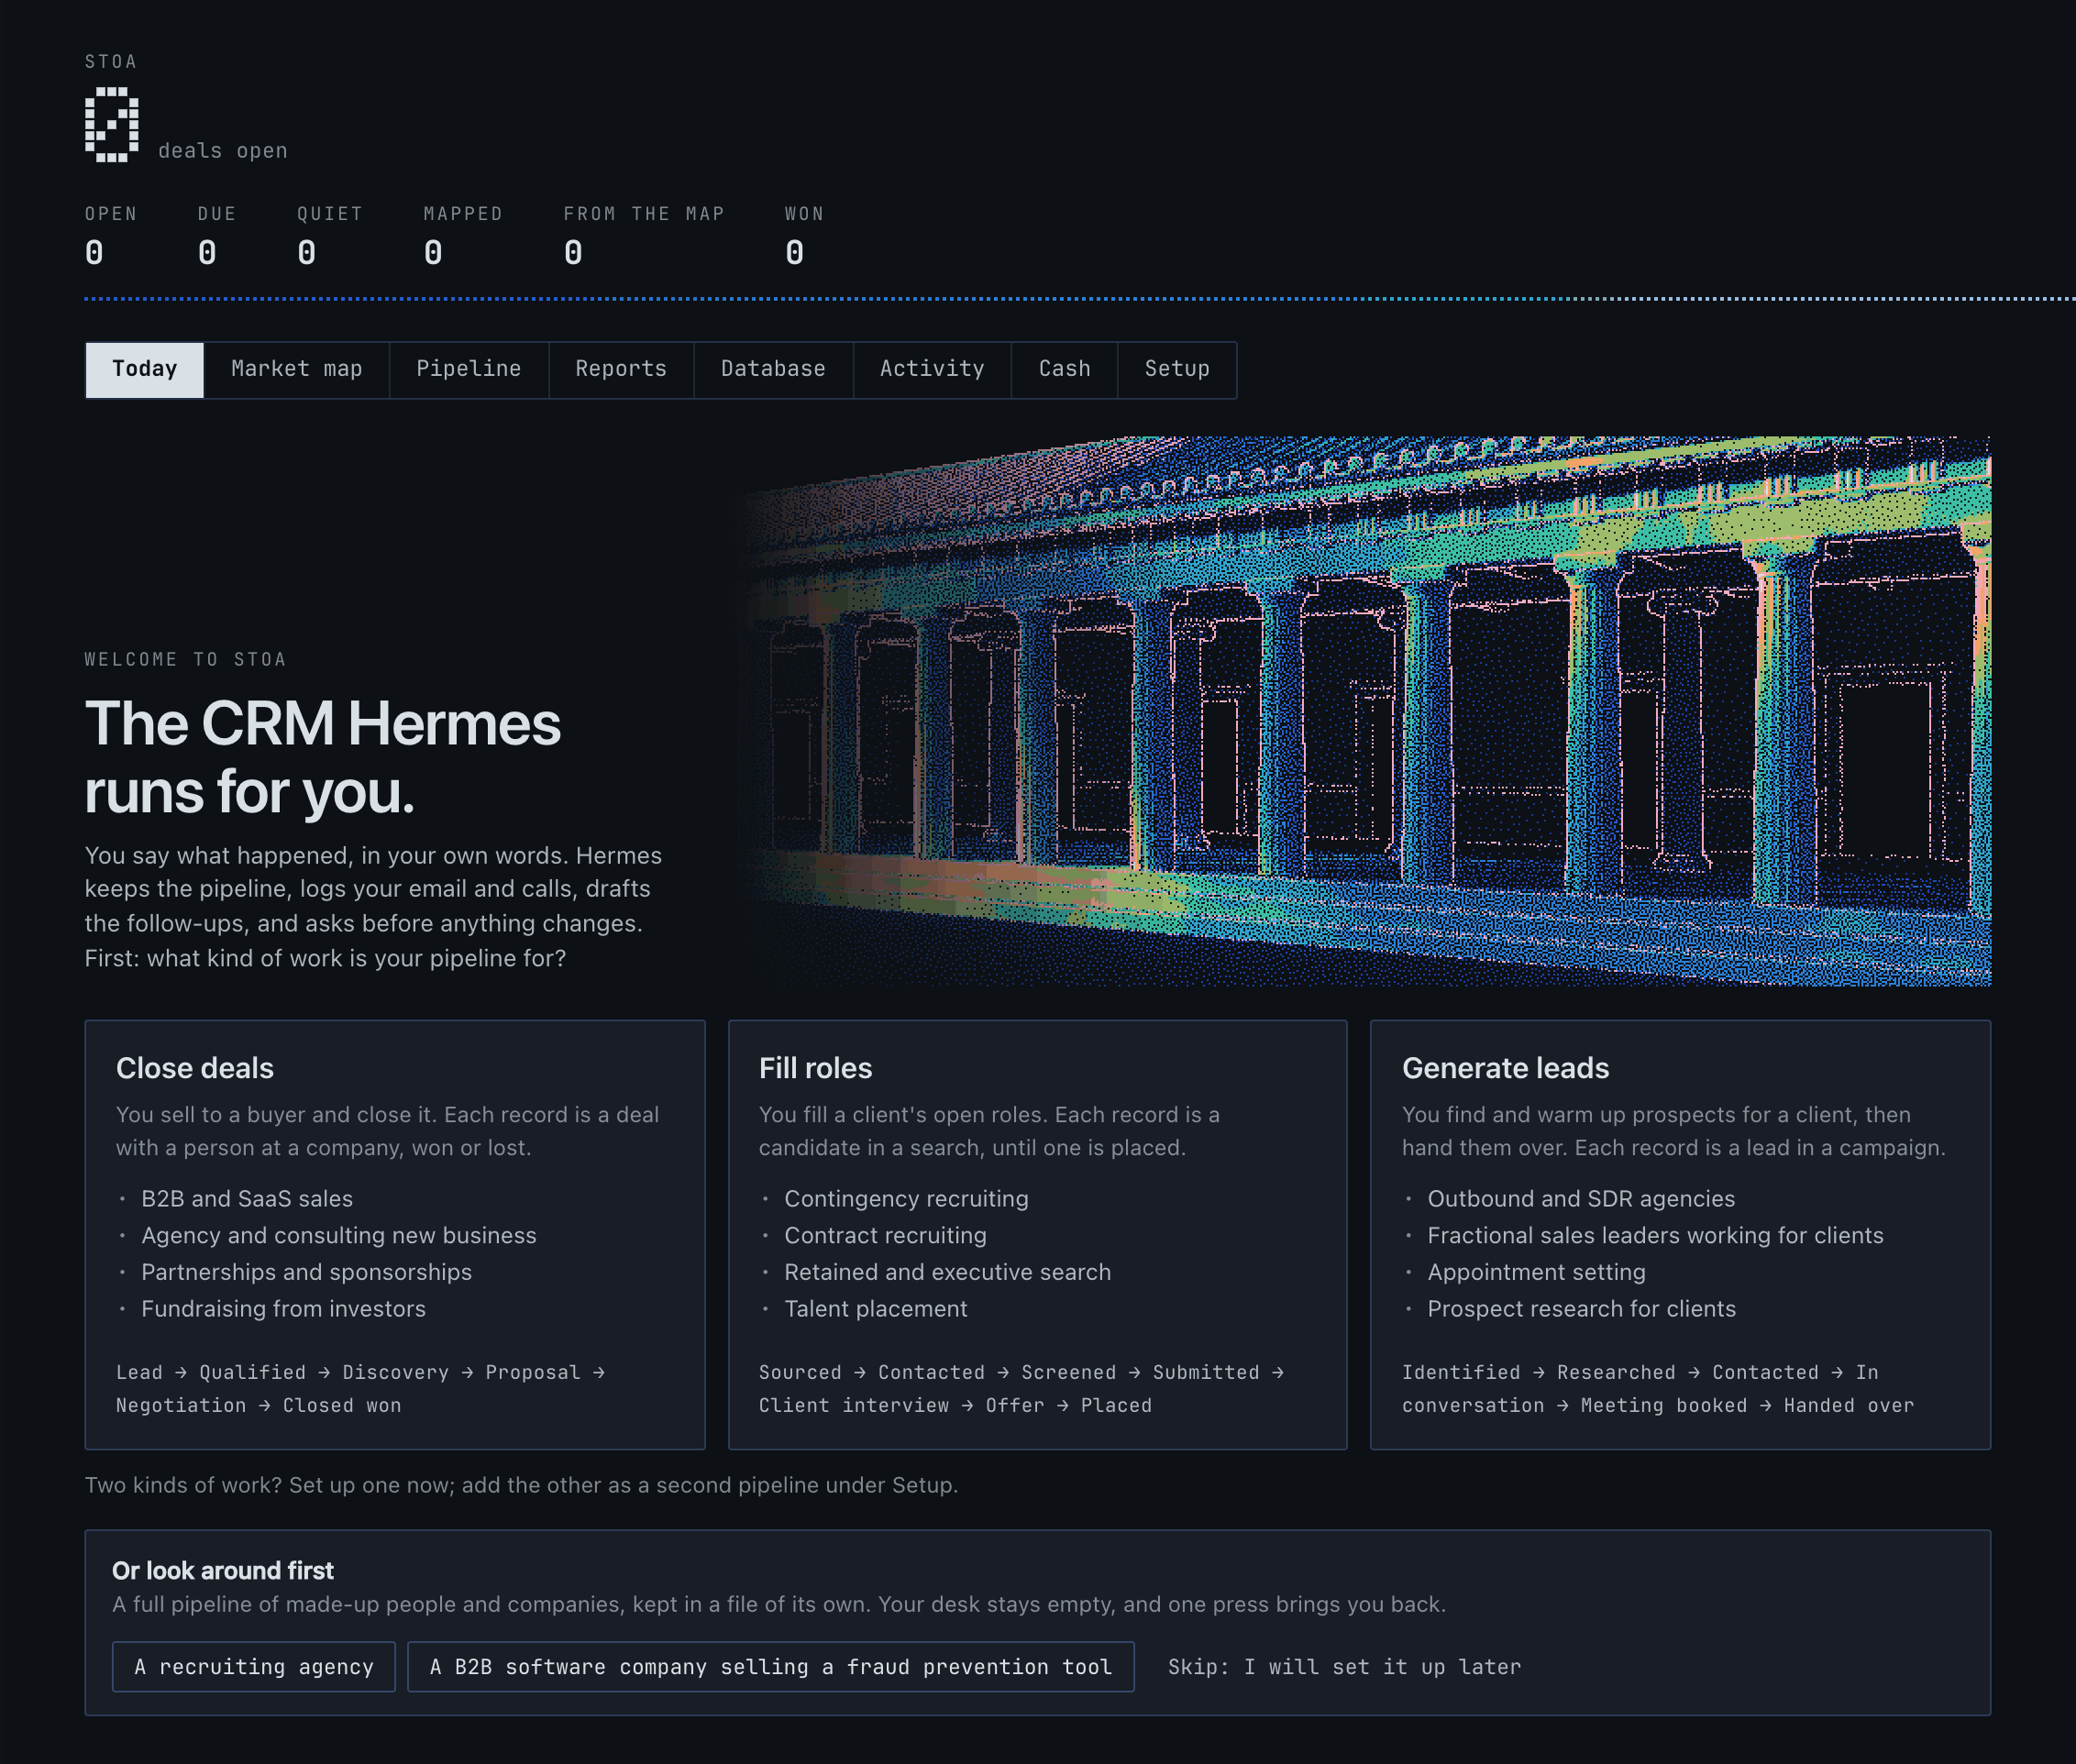 STOA
0 deals open
OPEN DUE QUIET MAPPED FROM THE MAP WON
0 0 0 0 0 0
Today Market map Pipeline Reports Database Activity Cash Setup
WELCOME TO STOA
The CRM Hermes
runs for you.
You say what happened, in your own words. Hermes
keeps the pipeline, logs your email and calls, drafts
the follow-ups, and asks before anything changes.
First: what kind of work is your pipeline for?
Close deals
You sell to a buyer and close it. Each record is a deal
with a person at a company, won or lost.
· B2B and SaaS sales
· Agency and consulting new business
· Partnerships and sponsorships
· Fundraising from investors
Lead → Qualified → Discovery → Proposal →
Negotiation → Closed won
Fill roles
You fill a client's open roles. Each record is a
candidate in a search, until one is placed.
· Contingency recruiting
· Contract recruiting
· Retained and executive search
· Talent placement
Sourced → Contacted → Screened → Submitted →
Client interview → Offer → Placed
Generate leads
You find and warm up prospects for a client, then
hand them over. Each record is a lead in a campaign.
· Outbound and SDR agencies
· Fractional sales leaders working for clients
· Appointment setting
· Prospect research for clients
Identified → Researched → Contacted → In
conversation → Meeting booked → Handed over
Two kinds of work? Set up one now; add the other as a second pipeline under Setup.
Or look around first
A full pipeline of made-up people and companies, kept in a file of its own. Your desk stays empty, and one press brings you back.
A recruiting agency
A B2B software company selling a fraud prevention tool
Skip: I will set it up later